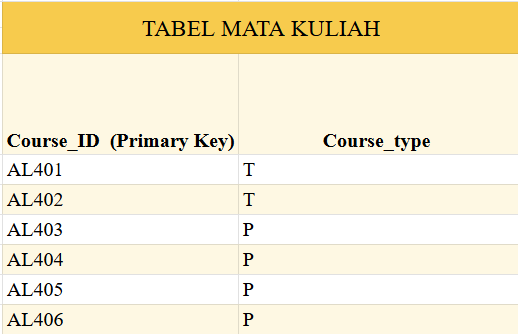 TABEL MATA KULIAH
Course_ID (Primary Key) Course_type
AL401 T
AL402 T
AL403 P
AL404 P
AL405 P
AL406 P